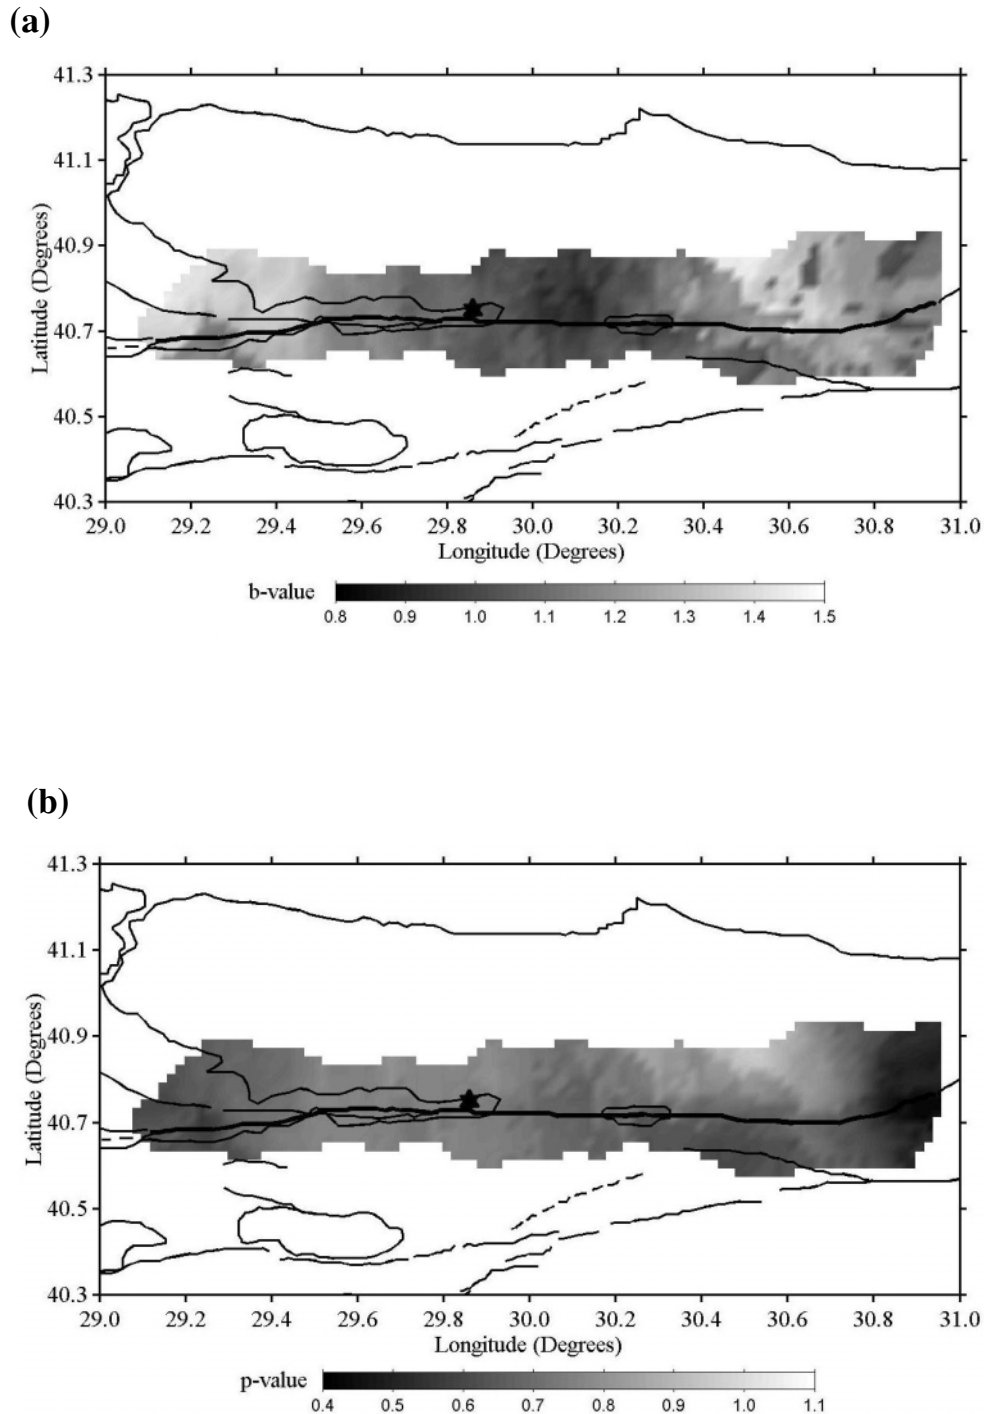 (a)
41.3
41.1
40.9
40.7
40.5
40.3
Latitude (Degrees)
29.0 29.2 29.4 29.6 29.8 30.0 30.2 30.4 30.6 30.8 31.0
Longitude (Degrees)
b-value
0.8 0.9 1.0 1.1 1.2 1.3 1.4 1.5
(b)
41.3
41.1
40.9
40.7
40.5
40.3
Latitude (Degrees)
29.0 29.2 29.4 29.6 29.8 30.0 30.2 30.4 30.6 30.8 31.0
Longitude (Degrees)
p-value
0.4 0.5 0.6 0.7 0.8 0.9 1.0 1.1